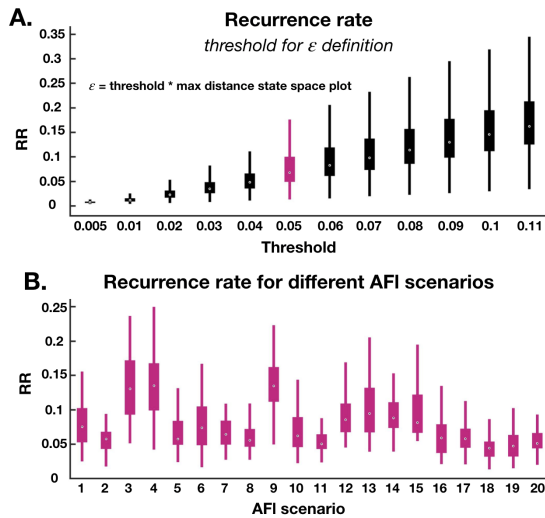 A.
Recurrence rate
threshold for ε definition
ε = threshold * max distance state space plot
RR
0.35
0.3
0.25
0.2
0.15
0.1
0.05
0
0.005 0.01 0.02 0.03 0.04 0.05 0.06 0.07 0.08 0.09 0.1 0.11
Threshold
B.
Recurrence rate for different AFI scenarios
RR
0.25
0.2
0.15
0.1
0.05
0
1 2 3 4 5 6 7 8 9 10 11 12 13 14 15 16 17 18 19 20
AFI scenario